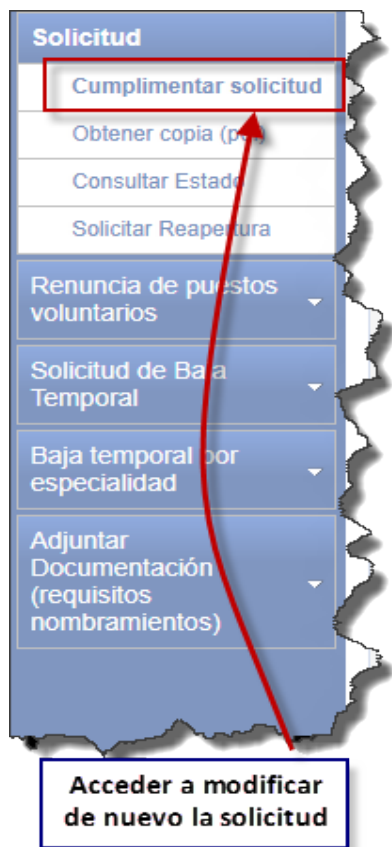 Solicitud
Cumplimentar solicitud
Obtener copia (pdf)
Consultar Estado
Solicitar Reapertura
Renuncia de puestos
voluntarios
Solicitud de Baja
Temporal
Baja temporal por
especialidad
Adjuntar
Documentación
(requisitos
nombramientos)
Acceder a modificar
de nuevo la solicitud